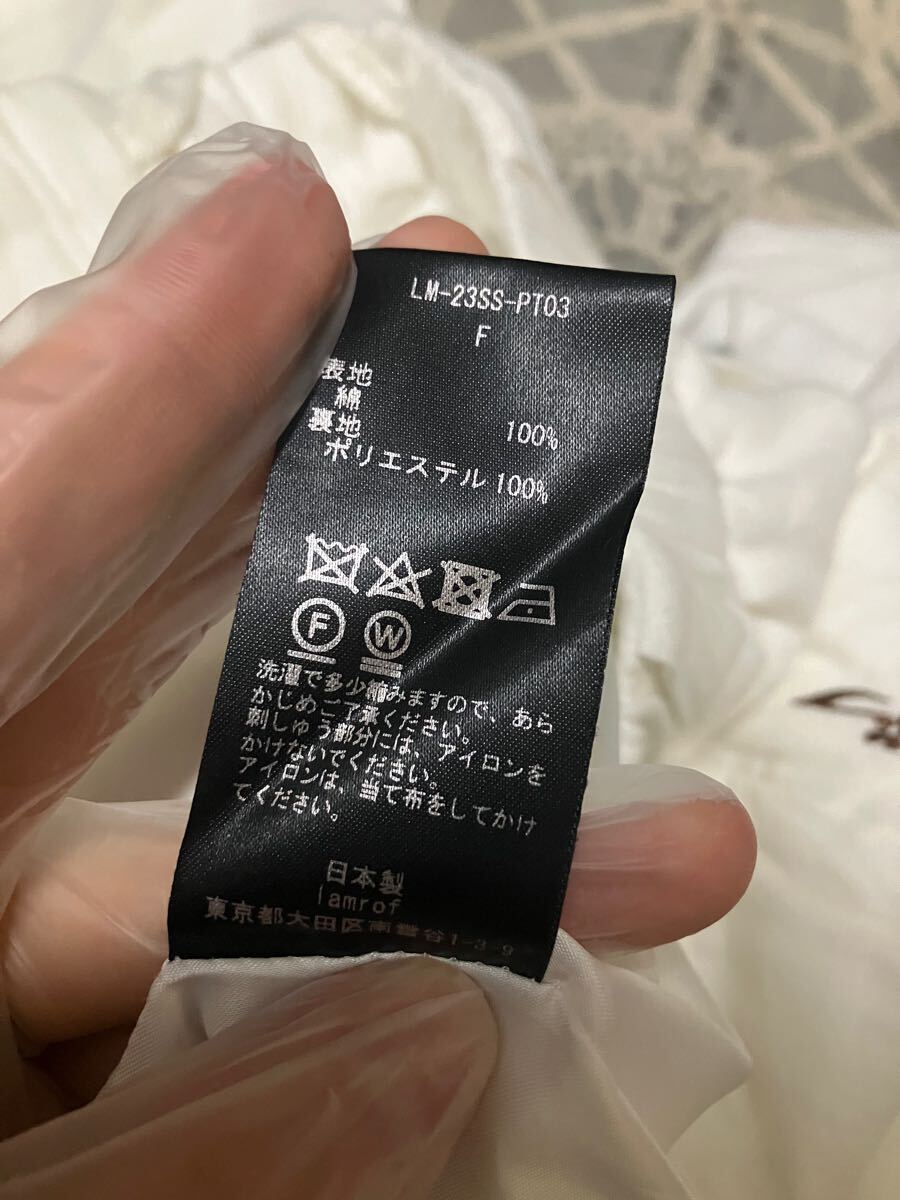 LM-23SS-PT03
F
表地
綿
裏地 100%
ポリエステル 100%
F W
洗濯で多少縮みますので、あら
かじめご了承ください。
刺しゅう部分には、アイロンを
かけないでください。
アイロンは、当て布をしてかけ
てください。
日本製
lamrof
東京都大田区南雪谷1-3-9